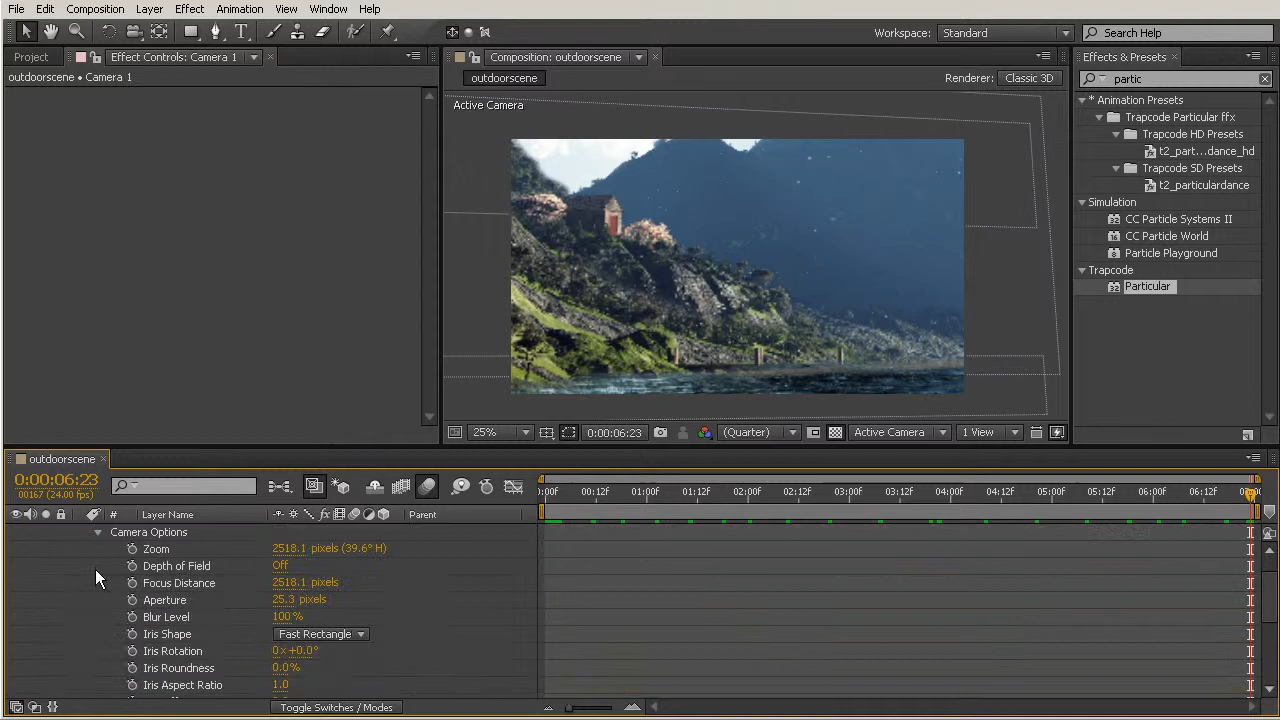 File Edit Composition Layer Effect Animation View Window Help
Workspace: Standard Search Help
Project Effect Controls: Camera 1 Composition: outdoorscene Effects & Presets
outdoorscene • Camera 1 outdoorscene Renderer: Classic 3D partic
Active Camera
* Animation Presets
Trapcode Particular ffx
Trapcode HD Presets
t2_part...dance_hd
Trapcode SD Presets
t2_particulardance
Simulation
CC Particle Systems II
CC Particle World
Particle Playground
Trapcode
Particular
25% 0:00:06:23 (Quarter) Active Camera 1 View
outdoorscene
0:00:06:23
00167 (24.00 fps)
:00f 00:12f 01:00f 01:12f 02:00f 02:12f 03:00f 03:12f 04:00f 04:12f 05:00f 05:12f 06:00f 06:12f
# Layer Name Parent
Camera Options
Zoom 2518.1 pixels (39.6° H)
Depth of Field Off
Focus Distance 2518.1 pixels
Aperture 25.3 pixels
Blur Level 100%
Iris Shape Fast Rectangle
Iris Rotation 0x+0.0°
Iris Roundness 0.0%
Iris Aspect Ratio 1.0
Toggle Switches / Modes